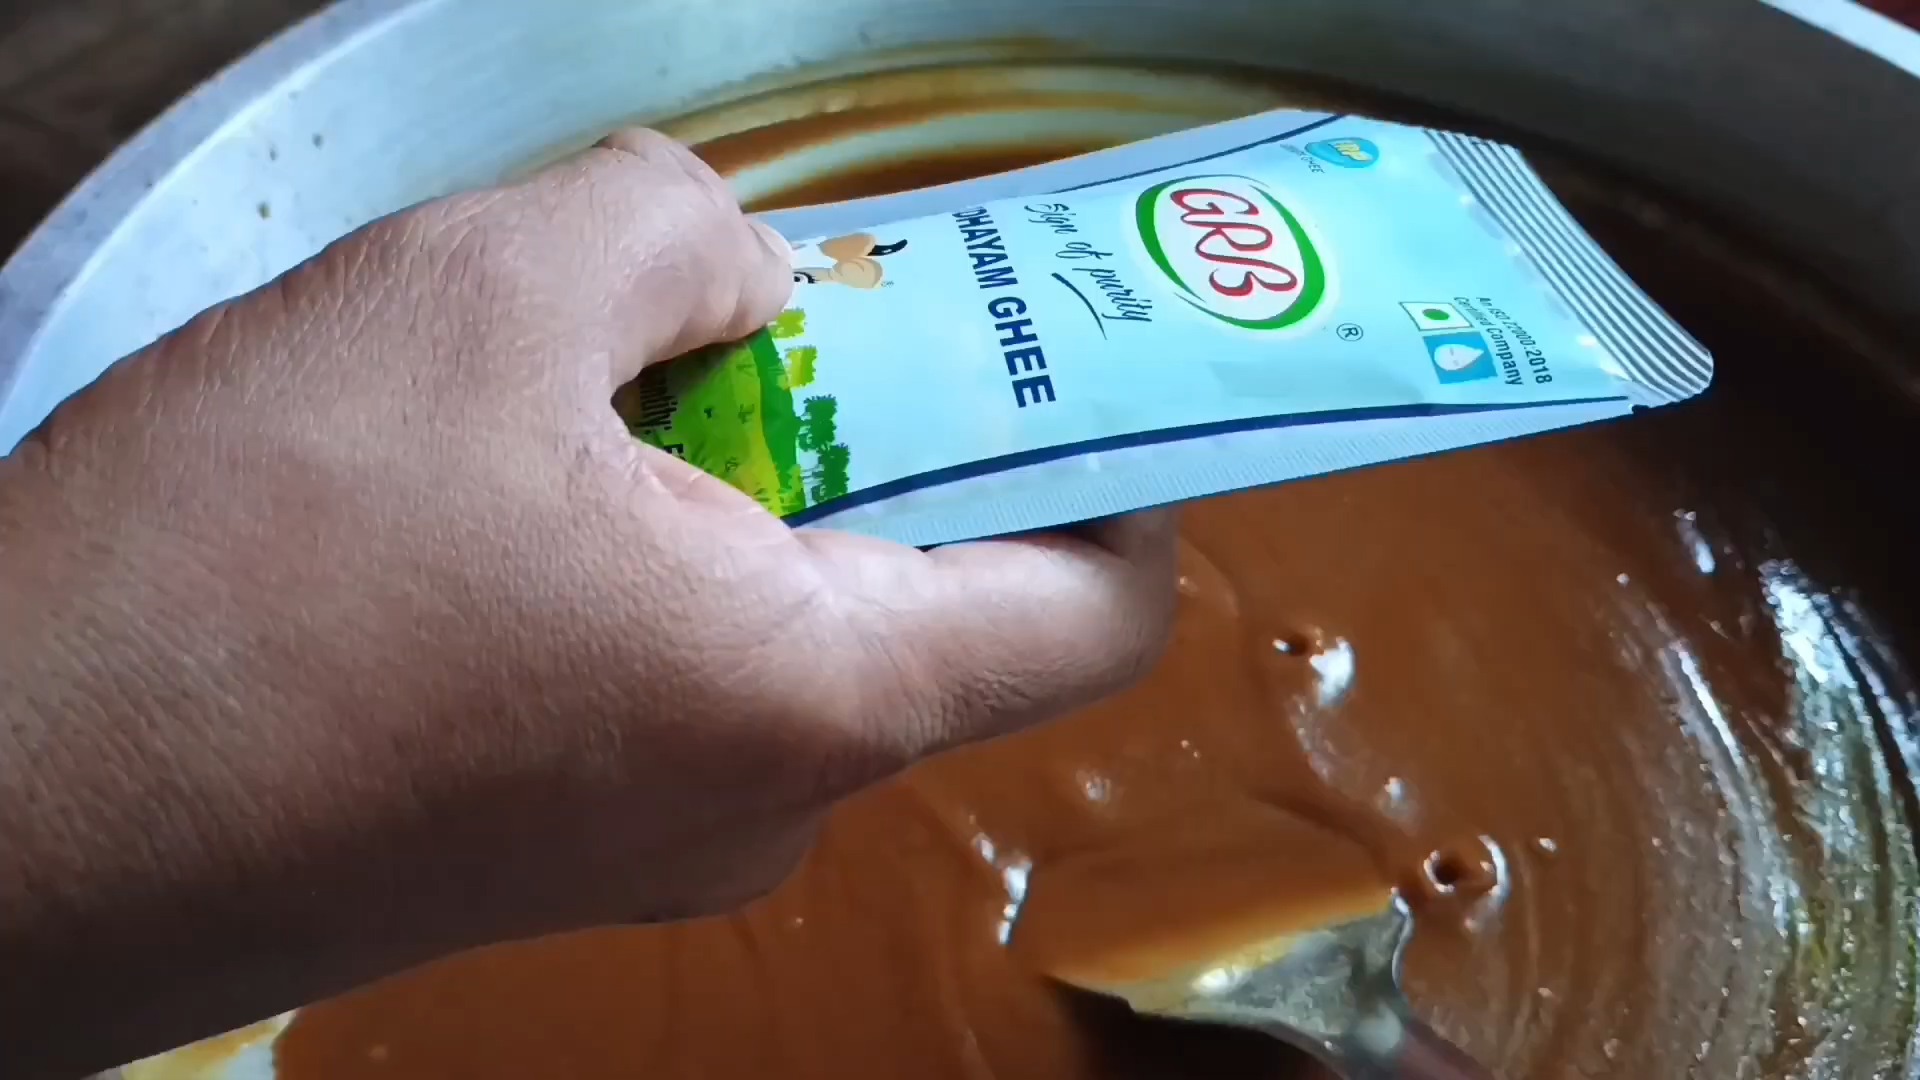 GRB
®
Sign of purity
DHAYAM GHEE
An ISO 22000:2018
Certified Company